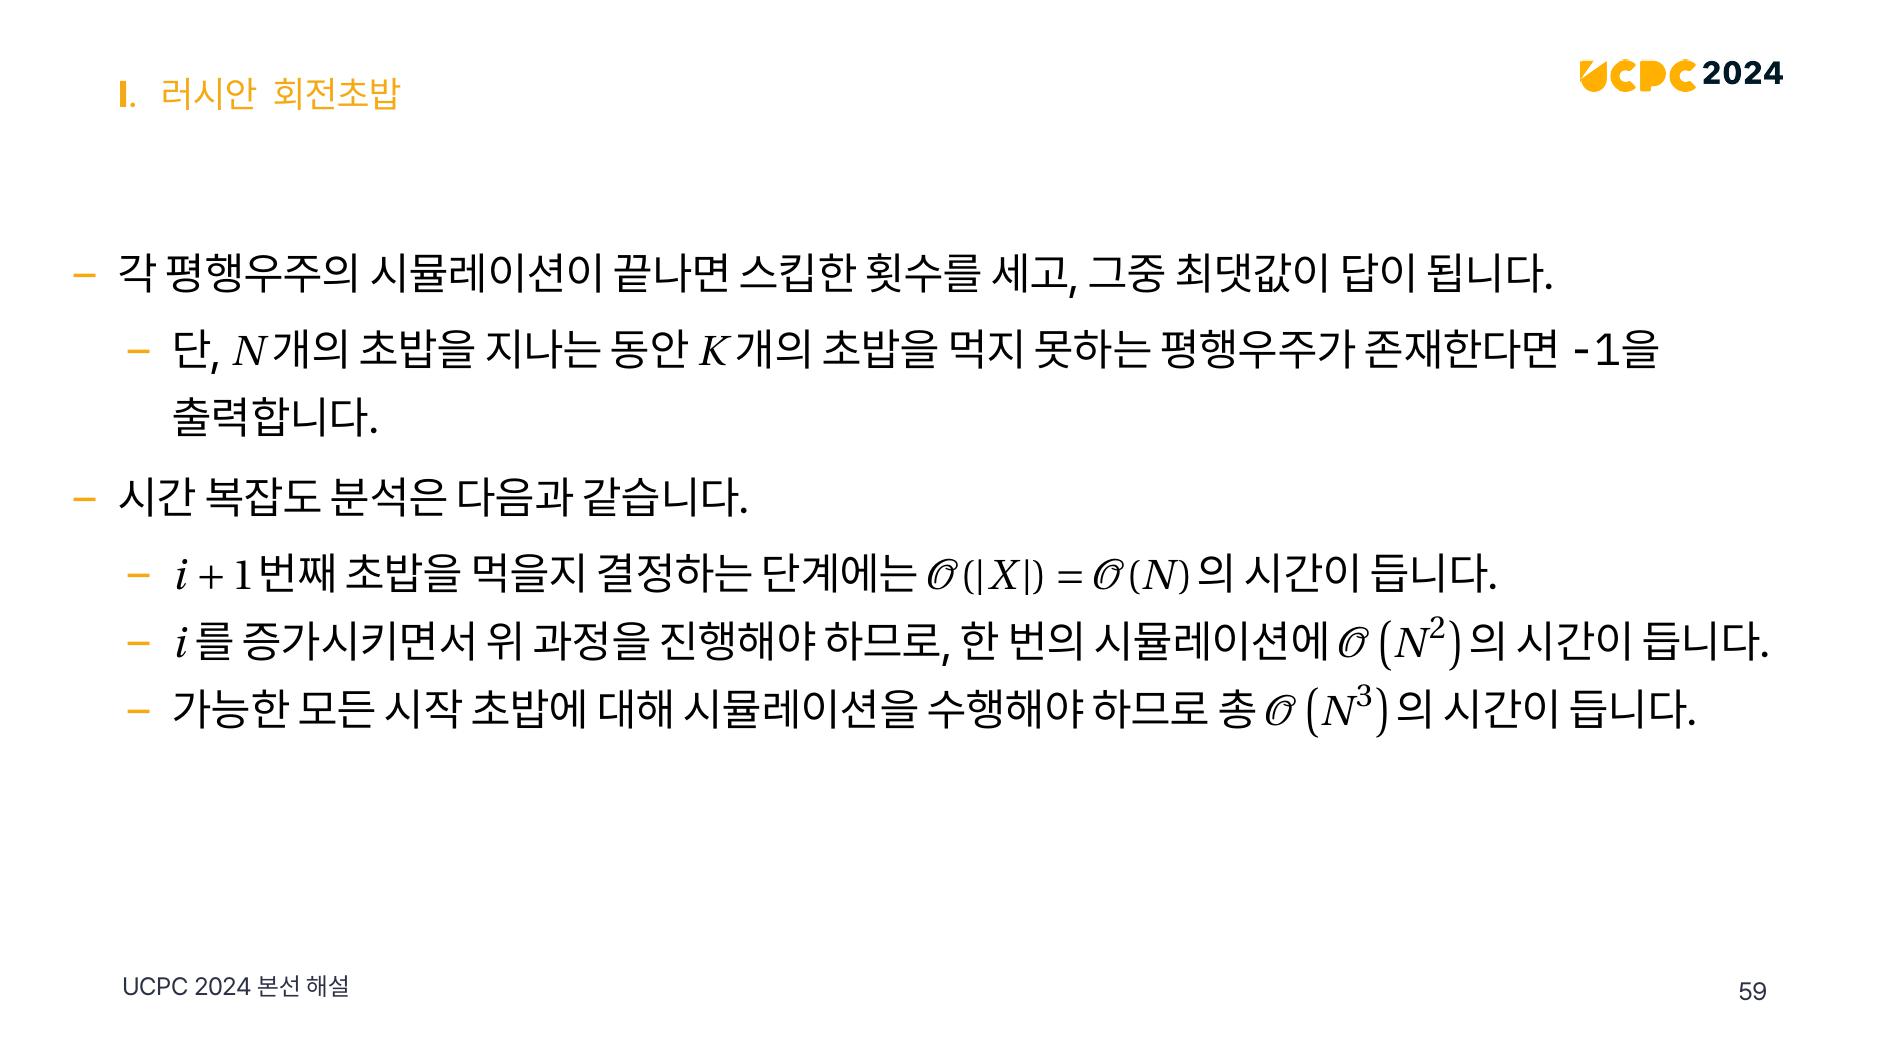 I. 러시안 회전초밥
UCPC 2024
– 각 평행우주의 시뮬레이션이 끝나면 스킵한 횟수를 세고, 그중 최댓값이 답이 됩니다.
– 단, N개의 초밥을 지나는 동안 K개의 초밥을 먹지 못하는 평행우주가 존재한다면 -1을
출력합니다.
– 시간 복잡도 분석은 다음과 같습니다.
– i + 1번째 초밥을 먹을지 결정하는 단계에는 𝒪(|X|) = 𝒪(N)의 시간이 듭니다.
– i를 증가시키면서 위 과정을 진행해야 하므로, 한 번의 시뮬레이션에 𝒪(N²)의 시간이 듭니다.
– 가능한 모든 시작 초밥에 대해 시뮬레이션을 수행해야 하므로 총 𝒪(N³)의 시간이 듭니다.
UCPC 2024 본선 해설
59